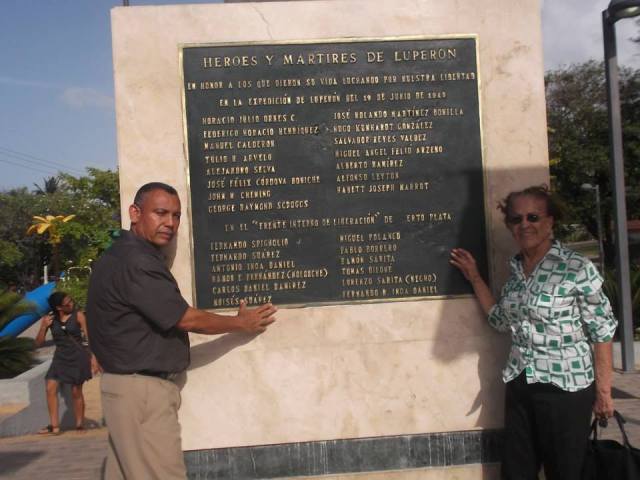 HEROES Y MARTIRES DE LUPERON
EN HONOR A LOS QUE DIERON SU VIDA LUCHANDO POR NUESTRA LIBERTAD
EN LA EXPEDICION DE LUPERON DEL 19 DE JUNIO DE 1949
HORACIO JULIO ORNES C. JOSE ROLANDO MARTINEZ BONILLA
FEDERICO HORACIO HENRIQUEZ HUGO KUNHARDT GONZALEZ
MANUEL CALDERON SALVADOR REYES VALDEZ
TULIO H ARVELO MIGUEL ANGEL FELIU ARZENO
ALEJANDRO SELVA ALBERTO RAMIREZ
JOSE FELIX CORDOVA BONICHE ALFONSO LEYTON
JOHN W CHEWING HABETT JOSEPH MARROT
GEORGE RAYMOND SCRUGGS
EN EL "FRENTE INTERNO DE LIBERACION" DE PLATA
FERNANDO SPIGNOLIO MIGUEL POLANCO
FERNANDO SUAREZ PABLO BORRERO
ANTONIO INOA DANIEL RAMON SARITA
RAMON E FERNANDEZ TOMAS
CARLOS DANIEL RAMIREZ LORENZO SARITA (NEGRO)
MOISES SUAREZ FERNANDO R INOA DANIEL